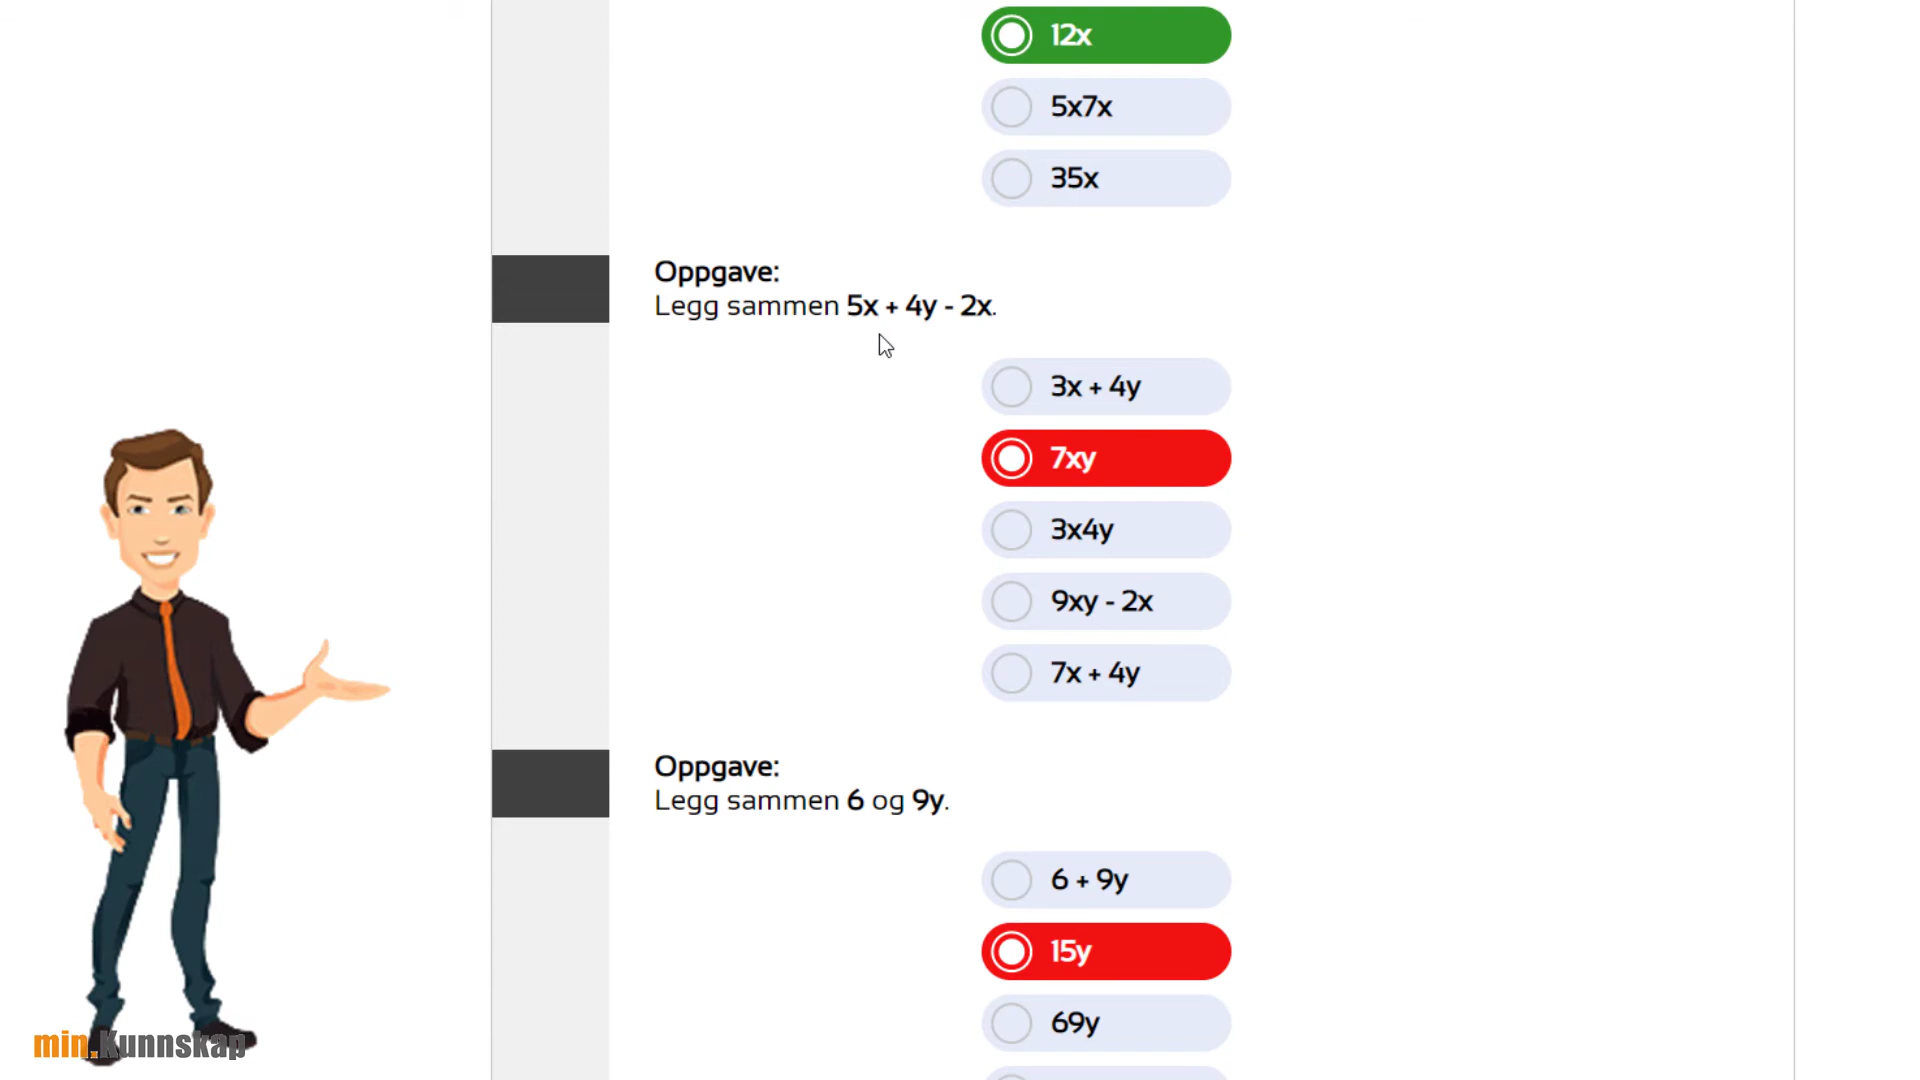 12x
5x7x
35x
Oppgave:
Legg sammen 5x + 4y - 2x.
3x + 4y
7xy
3x4y
9xy - 2x
7x + 4y
Oppgave:
Legg sammen 6 og 9y.
6 + 9y
15y
69y
min.Kunnskap